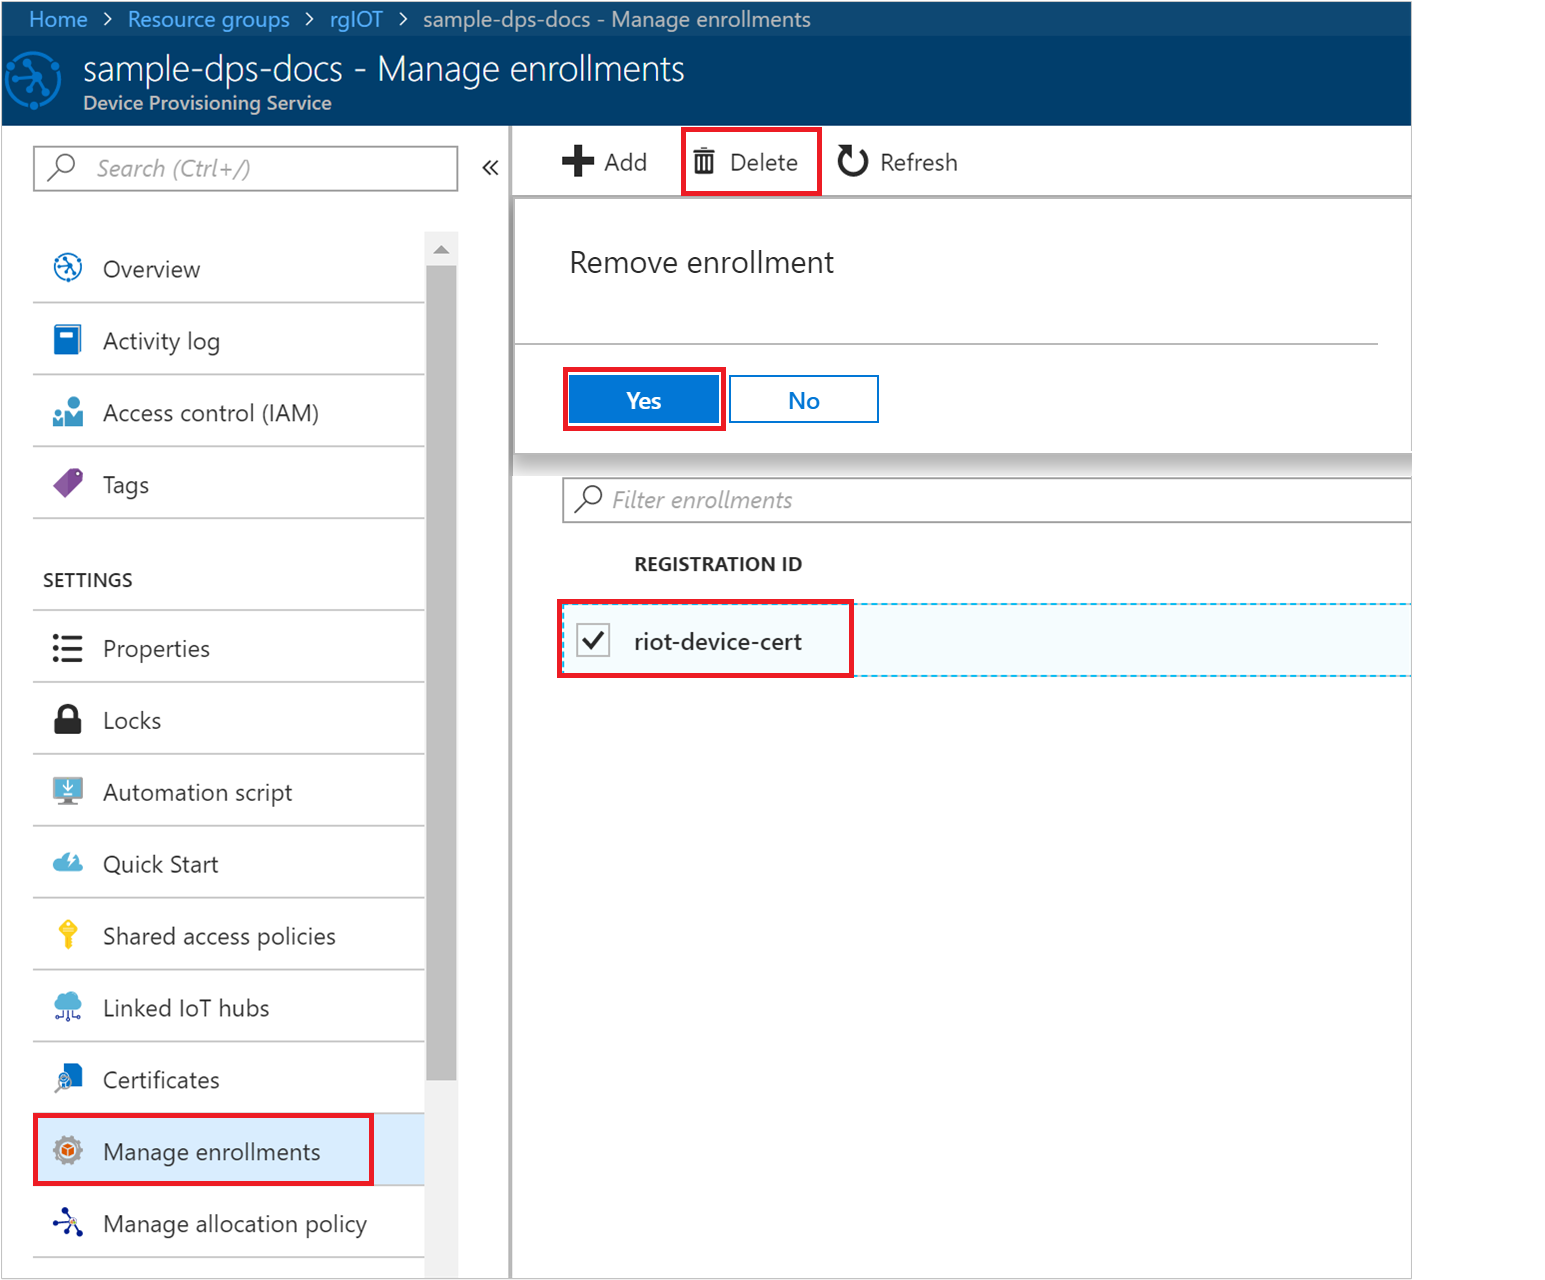 Home > Resource groups > rgIOT > sample-dps-docs - Manage enrollments
sample-dps-docs - Manage enrollments
Device Provisioning Service
Search (Ctrl+/)
«
Overview
Activity log
Access control (IAM)
Tags
SETTINGS
Properties
Locks
Automation script
Quick Start
Shared access policies
Linked IoT hubs
Certificates
Manage enrollments
Manage allocation policy
Add Delete Refresh
Remove enrollment
Yes No
Filter enrollments
REGISTRATION ID
riot-device-cert